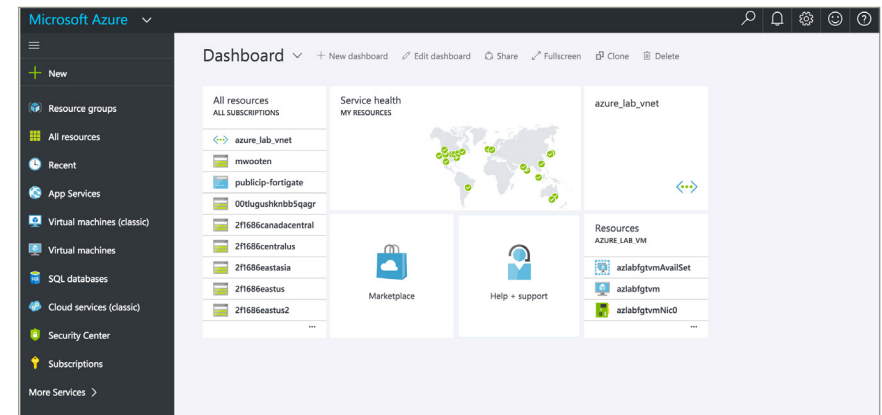 Microsoft Azure
New
Resource groups
All resources
Recent
App Services
Virtual machines (classic)
Virtual machines
SQL databases
Cloud services (classic)
Security Center
Subscriptions
More Services >
Dashboard
+ New dashboard Edit dashboard Share Fullscreen Clone Delete
All resources
ALL SUBSCRIPTIONS
azure_lab_vnet
mwooten
publicip-fortigate
00tlugushknbb5qagr
2f1686canadacentral
2f1686centralus
2f1686eastasia
2f1686eastus
2f1686eastus2
...
Service health
MY RESOURCES
azure_lab_vnet
Marketplace
Help + support
Resources
AZURE_LAB_VM
azlabfgtvmAvailSet
azlabfgtvm
azlabfgtvmNic0
...